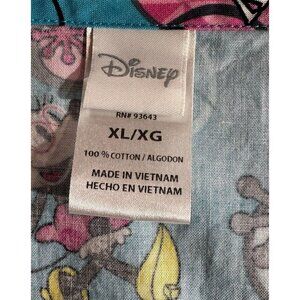 Disney
RN# 93643
XL/XG
100% COTTON / ALGODON
MADE IN VIETNAM
HECHO EN VIETNAM